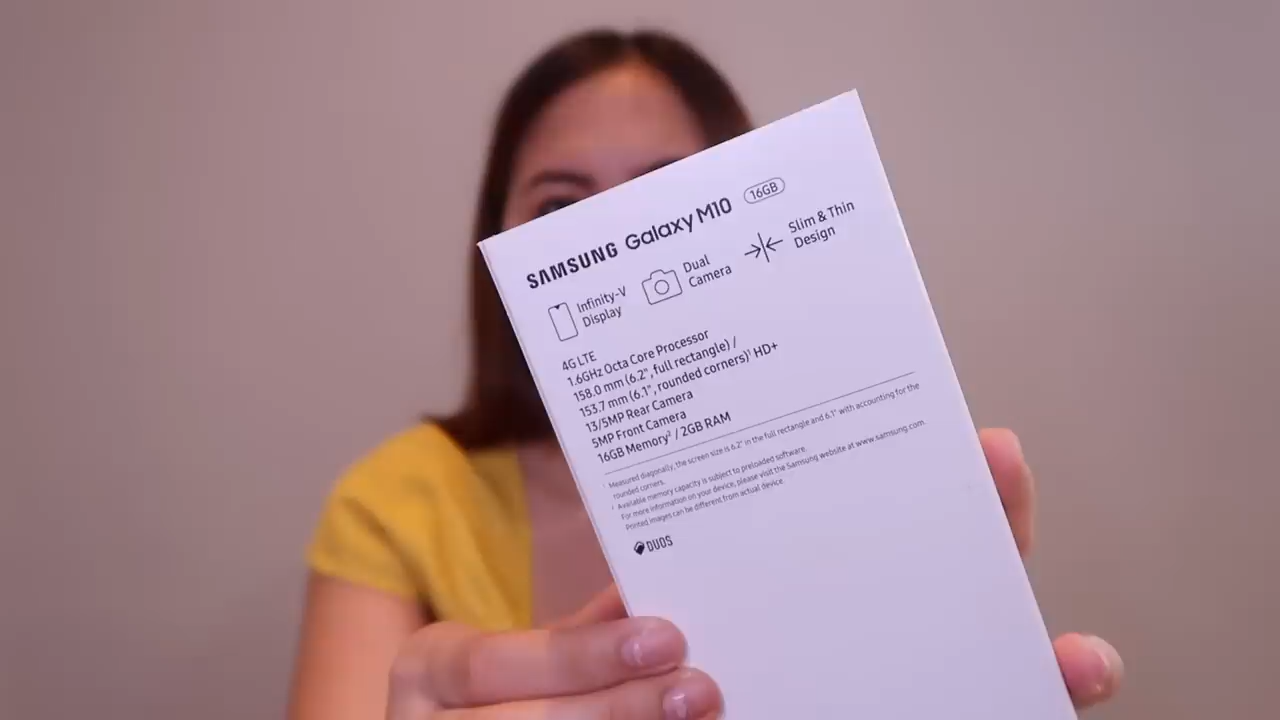 SAMSUNG Galaxy M10 16GB
Infinity-V
Display
Dual
Camera
Slim & Thin
Design
4G LTE
1.6GHz Octa Core Processor
158.0 mm (6.2", full rectangle) /
153.7 mm (6.1", rounded corners)¹ HD+
13/5MP Rear Camera
5MP Front Camera
16GB Memory² / 2GB RAM
¹ Measured diagonally, the screen size is 6.2" in the full rectangle and 6.1" with accounting for the
rounded corners.
² Available memory capacity is subject to preloaded software.
For more information on your device, please visit the Samsung website at www.samsung.com.
Printed images can be different from actual device.
DUOS